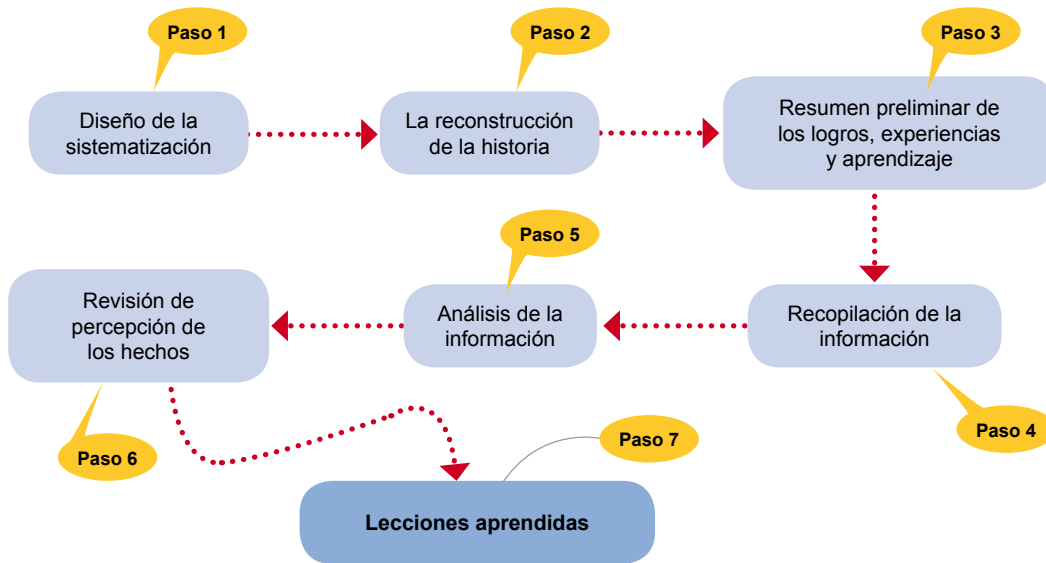 Paso 1
Diseño de la
sistematización
Paso 2
La reconstrucción
de la historia
Paso 3
Resumen preliminar de
los logros, experiencias
y aprendizaje
Recopilación de la
información
Paso 4
Paso 5
Análisis de la
información
Revisión de
percepción de
los hechos
Paso 6
Paso 7
Lecciones aprendidas